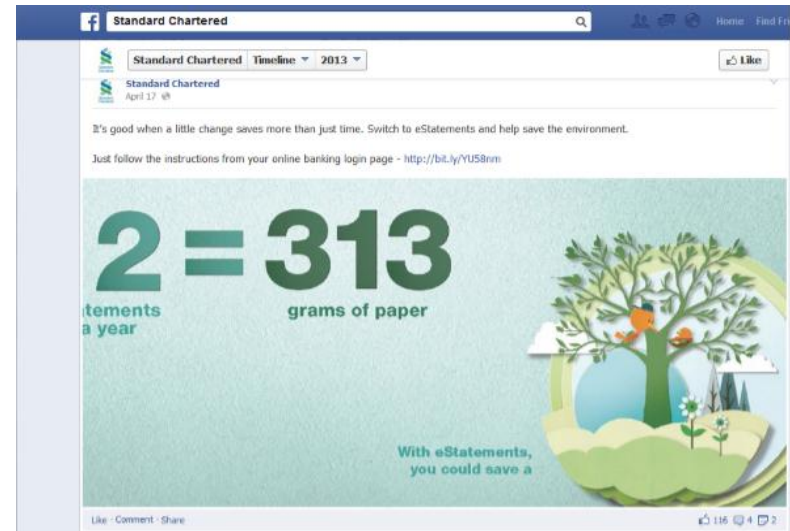 Standard Chartered
Home Find Fri
Standard Chartered Timeline 2013
Like
Standard Chartered
April 17
It's good when a little change saves more than just time. Switch to eStatements and help save the environment.
Just follow the instructions from your online banking login page - http://bit.ly/YU58nm
2 = 313
tements
a year
grams of paper
With eStatements,
you could save a
Like · Comment · Share
116 4 2